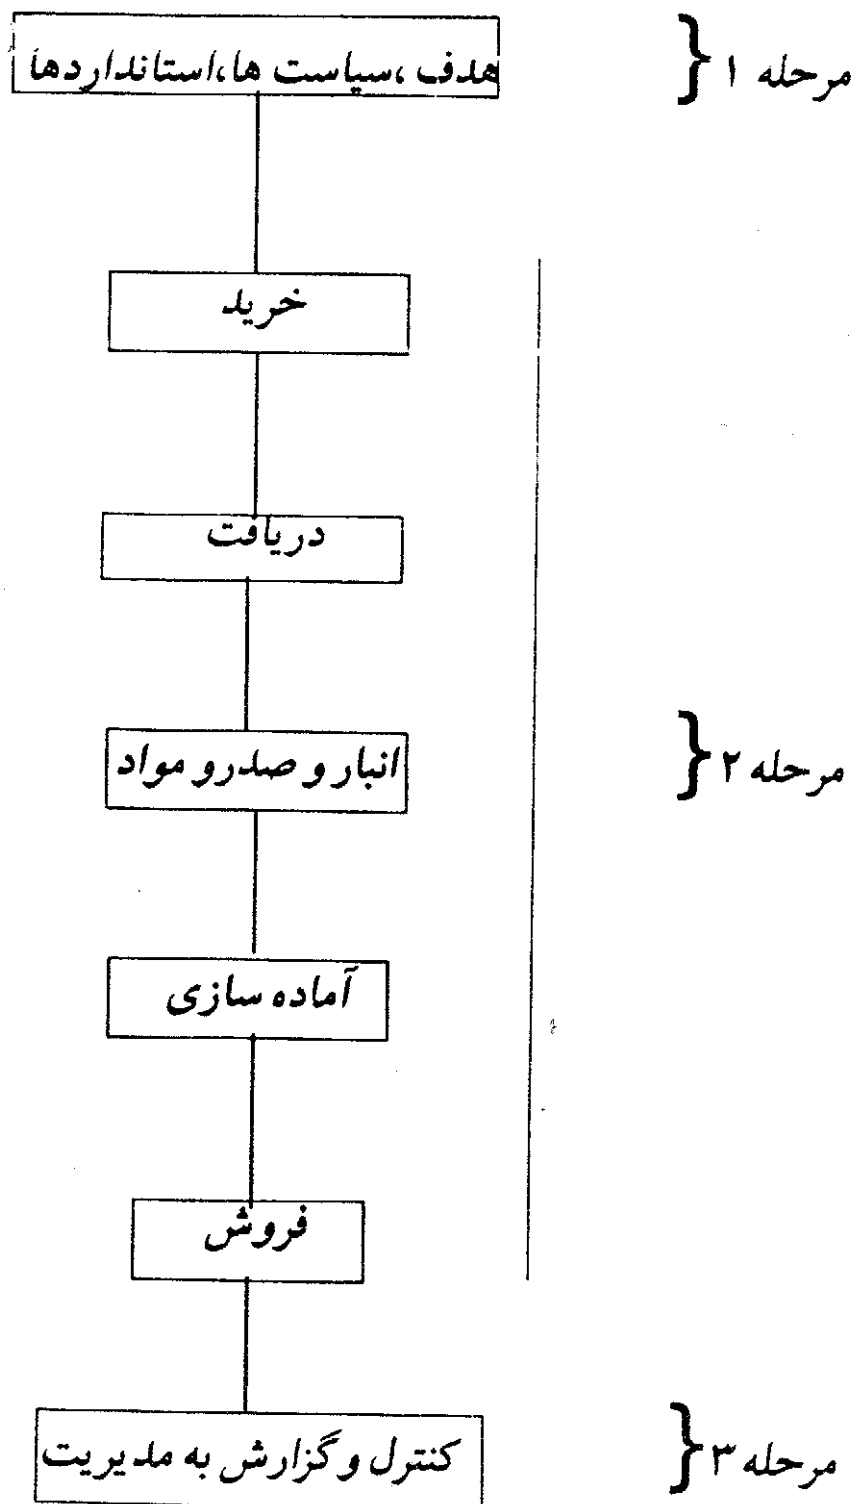 مرحله ۱
هدف ،سیاست ها،استانداردها
خرید
دریافت
مرحله ۲
انبار و صدرو مواد
آماده سازی
فروش
مرحله ۳
کنترل و گزارش به مدیریت